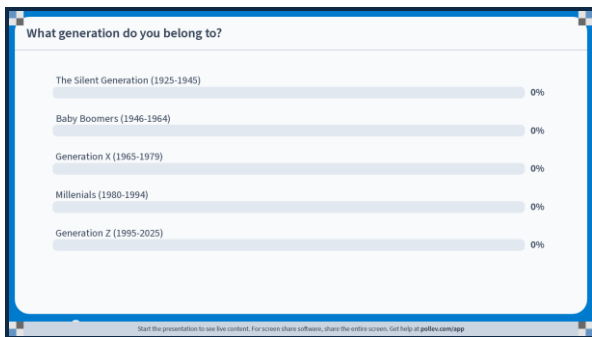 What generation do you belong to?
The Silent Generation (1925-1945)
0%
Baby Boomers (1946-1964)
0%
Generation X (1965-1979)
0%
Millenials (1980-1994)
0%
Generation Z (1995-2025)
0%
Start the presentation to see live content. For screen share software, share the entire screen. Get help at pollev.com/app